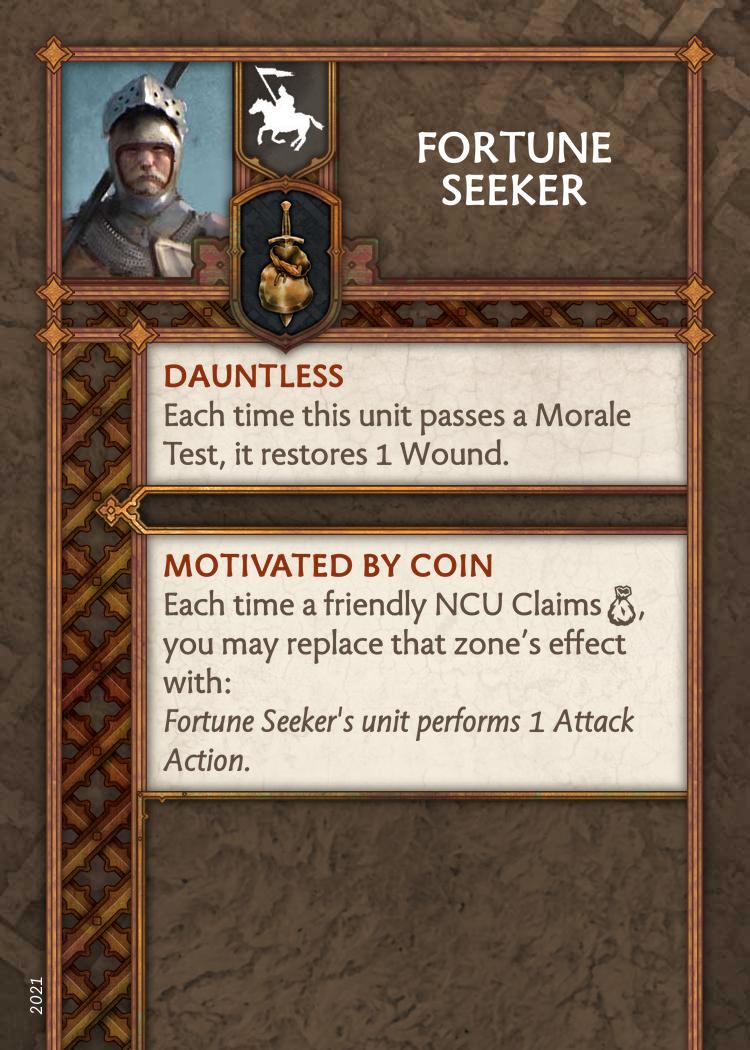 FORTUNE
SEEKER
DAUNTLESS
Each time this unit passes a Morale
Test, it restores 1 Wound.
MOTIVATED BY COIN
Each time a friendly NCU Claims ,
you may replace that zone's effect
with:
Fortune Seeker's unit performs 1 Attack
Action.
2021